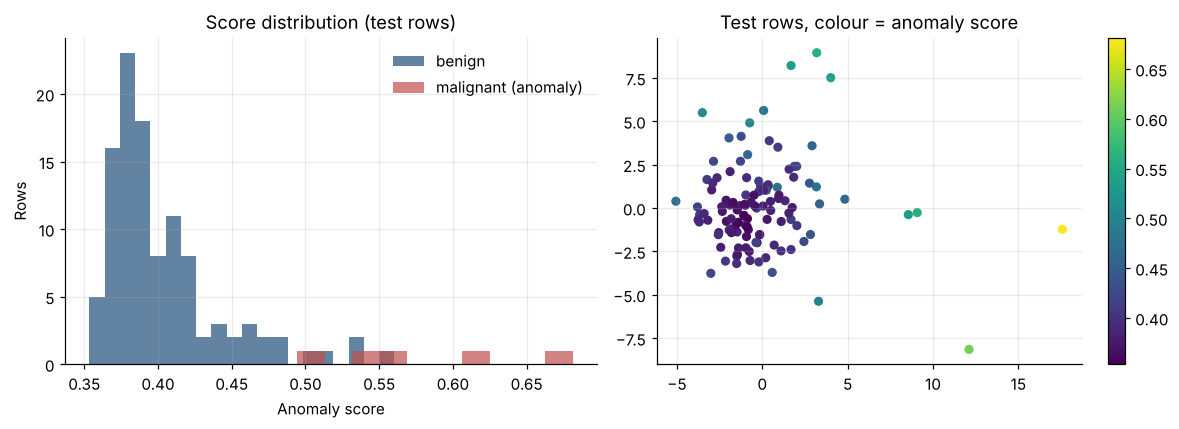 Score distribution (test rows)
benign
malignant (anomaly)
Rows
20
15
10
5
0
0.35 0.40 0.45 0.50 0.55 0.60 0.65
Anomaly score
Test rows, colour = anomaly score
7.5
5.0
2.5
0.0
−2.5
−5.0
−7.5
−5 0 5 10 15
0.65
0.60
0.55
0.50
0.45
0.40